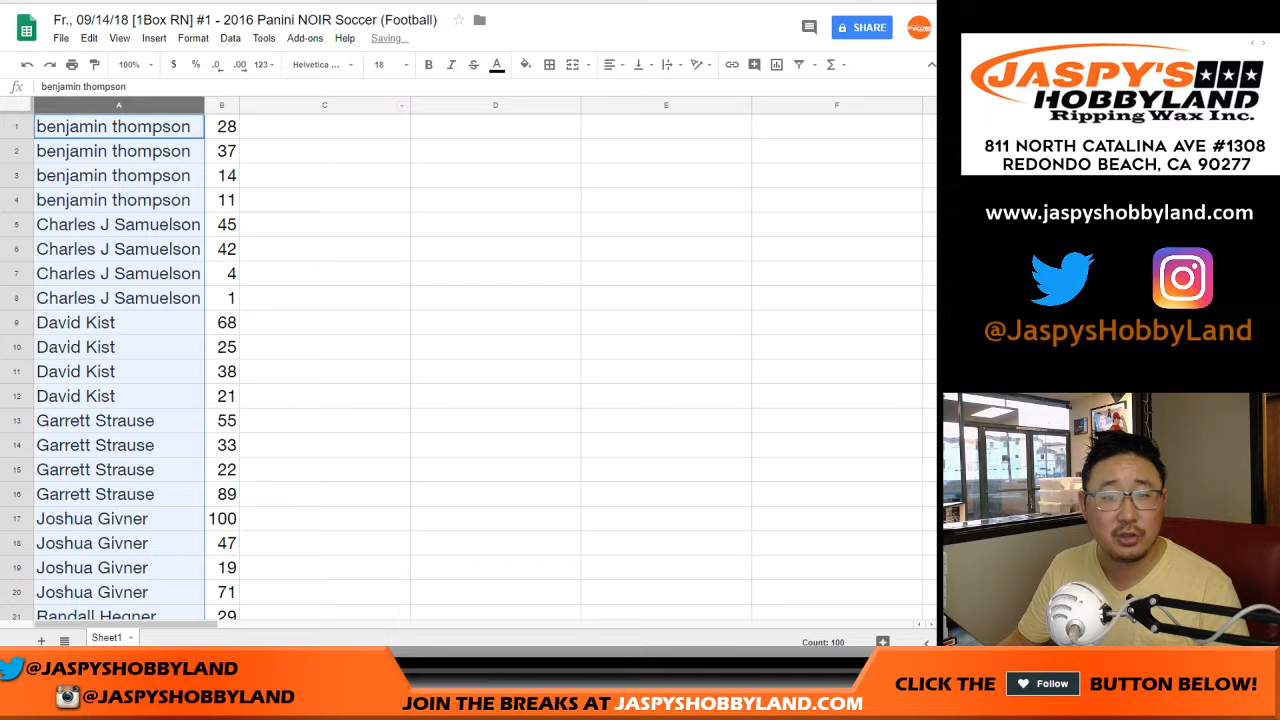 Fr., 09/14/18 [1Box RN] #1 - 2016 Panini NOIR Soccer (Football)
File Edit View Insert Format Data Tools Add-ons Help Saving...
SHARE
100% $ % .0 .00 123 Helvetica ... 18 B I S A
fx benjamin thompson
A B C D E F
1 benjamin thompson 28
2 benjamin thompson 37
3 benjamin thompson 14
4 benjamin thompson 11
5 Charles J Samuelson 45
6 Charles J Samuelson 42
7 Charles J Samuelson 4
8 Charles J Samuelson 1
9 David Kist 68
10 David Kist 25
11 David Kist 38
12 David Kist 21
13 Garrett Strause 55
14 Garrett Strause 33
15 Garrett Strause 22
16 Garrett Strause 89
17 Joshua Givner 100
18 Joshua Givner 47
19 Joshua Givner 19
20 Joshua Givner 71
21 Randall Hegner 29
Sheet1
Count: 100
JASPY'S
HOBBYLAND
Ripping Wax Inc.
811 NORTH CATALINA AVE #1308
REDONDO BEACH, CA 90277
www.jaspyshobbyland.com
@JaspysHobbyLand
@JASPYSHOBBYLAND
@JASPYSHOBBYLAND
JOIN THE BREAKS AT JASPYSHOBBYLAND.COM
CLICK THE Follow BUTTON BELOW!